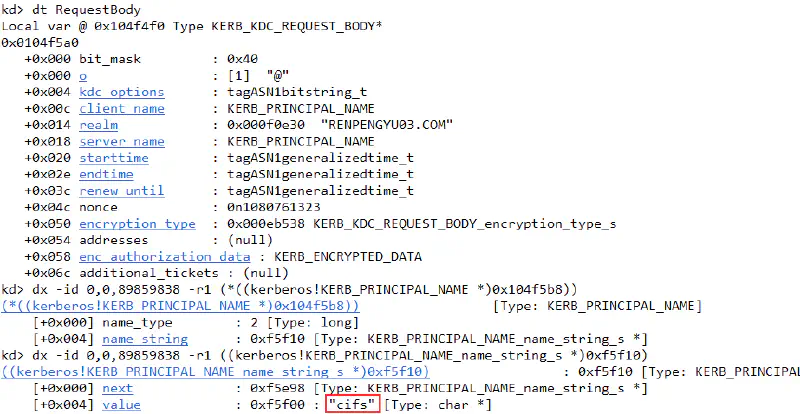 kd> dt RequestBody
Local var @ 0x104f4f0 Type KERB_KDC_REQUEST_BODY*
0x0104f5a0
+0x000 bit_mask : 0x40
+0x000 o : [1] "@"
+0x004 kdc_options : tagASN1bitstring_t
+0x00c client_name : KERB_PRINCIPAL_NAME
+0x014 realm : 0x000f0e30 "RENPENGYU03.COM"
+0x018 server_name : KERB_PRINCIPAL_NAME
+0x020 starttime : tagASN1generalizedtime_t
+0x02e endtime : tagASN1generalizedtime_t
+0x03c renew_until : tagASN1generalizedtime_t
+0x04c nonce : 0n1080761323
+0x050 encryption_type : 0x000eb538 KERB_KDC_REQUEST_BODY_encryption_type_s
+0x054 addresses : (null)
+0x058 enc_authorization_data : KERB_ENCRYPTED_DATA
+0x06c additional_tickets : (null)
kd> dx -id 0,0,89859838 -r1 (*((kerberos!KERB_PRINCIPAL_NAME *)0x104f5b8))
(*((kerberos!KERB_PRINCIPAL_NAME *)0x104f5b8)) [Type: KERB_PRINCIPAL_NAME]
[+0x000] name_type : 2 [Type: long]
[+0x004] name_string : 0xf5f10 [Type: KERB_PRINCIPAL_NAME_name_string_s *]
kd> dx -id 0,0,89859838 -r1 ((kerberos!KERB_PRINCIPAL_NAME_name_string_s *)0xf5f10)
((kerberos!KERB_PRINCIPAL_NAME_name_string_s *)0xf5f10) : 0xf5f10 [Type: KERB_PRINCIPAL_NAM
[+0x000] next : 0xf5e98 [Type: KERB_PRINCIPAL_NAME_name_string_s *]
[+0x004] value : 0xf5f00 : "cifs" [Type: char *]